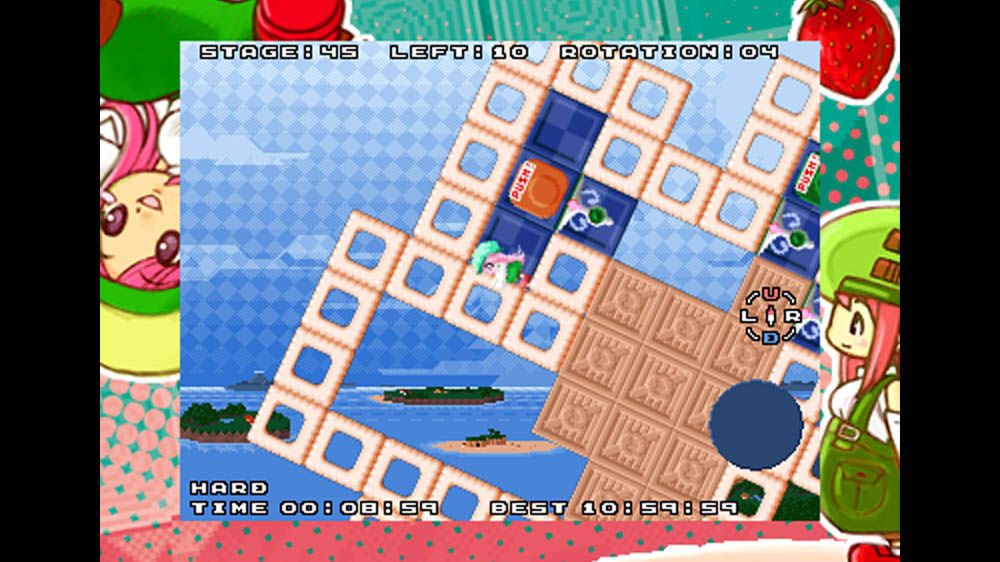 STAGE:45 LEFT:10 ROTATION:04
PUSH!
PUSH!
U
L R
D
HARD
TIME 00:08:59 BEST 10:59:59